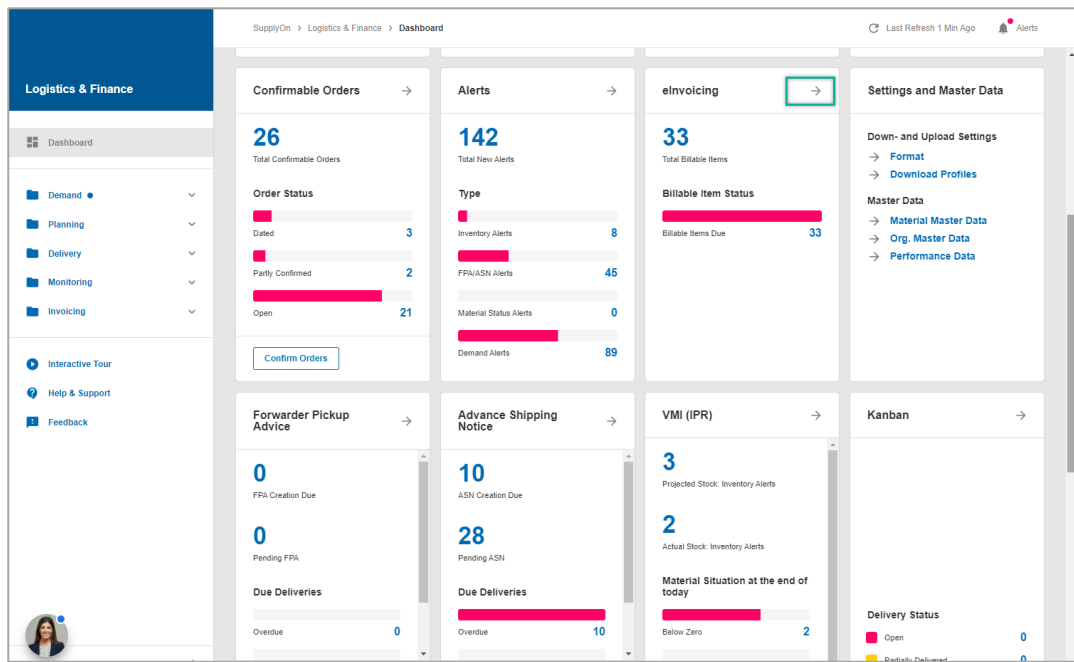 SupplyOn > Logistics & Finance > Dashboard
Last Refresh 1 Min Ago
Alerts
Logistics & Finance
Dashboard
Demand
Planning
Delivery
Monitoring
Invoicing
Interactive Tour
Help & Support
Feedback
Confirmable Orders
26
Total Confirmable Orders
Order Status
Dated 3
Partly Confirmed 2
Open 21
Confirm Orders
Alerts
142
Total New Alerts
Type
Inventory Alerts 8
FPA/ASN Alerts 45
Material Status Alerts 0
Demand Alerts 89
eInvoicing
33
Total Billable Items
Billable Item Status
Billable Items Due 33
Settings and Master Data
Down- and Upload Settings
Format
Download Profiles
Master Data
Material Master Data
Org. Master Data
Performance Data
Forwarder Pickup
Advice
0
FPA Creation Due
0
Pending FPA
Due Deliveries
Overdue 0
Advance Shipping
Notice
10
ASN Creation Due
28
Pending ASN
Due Deliveries
Overdue 10
VMI (IPR)
3
Projected Stock: Inventory Alerts
2
Actual Stock: Inventory Alerts
Material Situation at the end of
today
Below Zero 2
Kanban
Delivery Status
Open 0
Partially Delivered 0